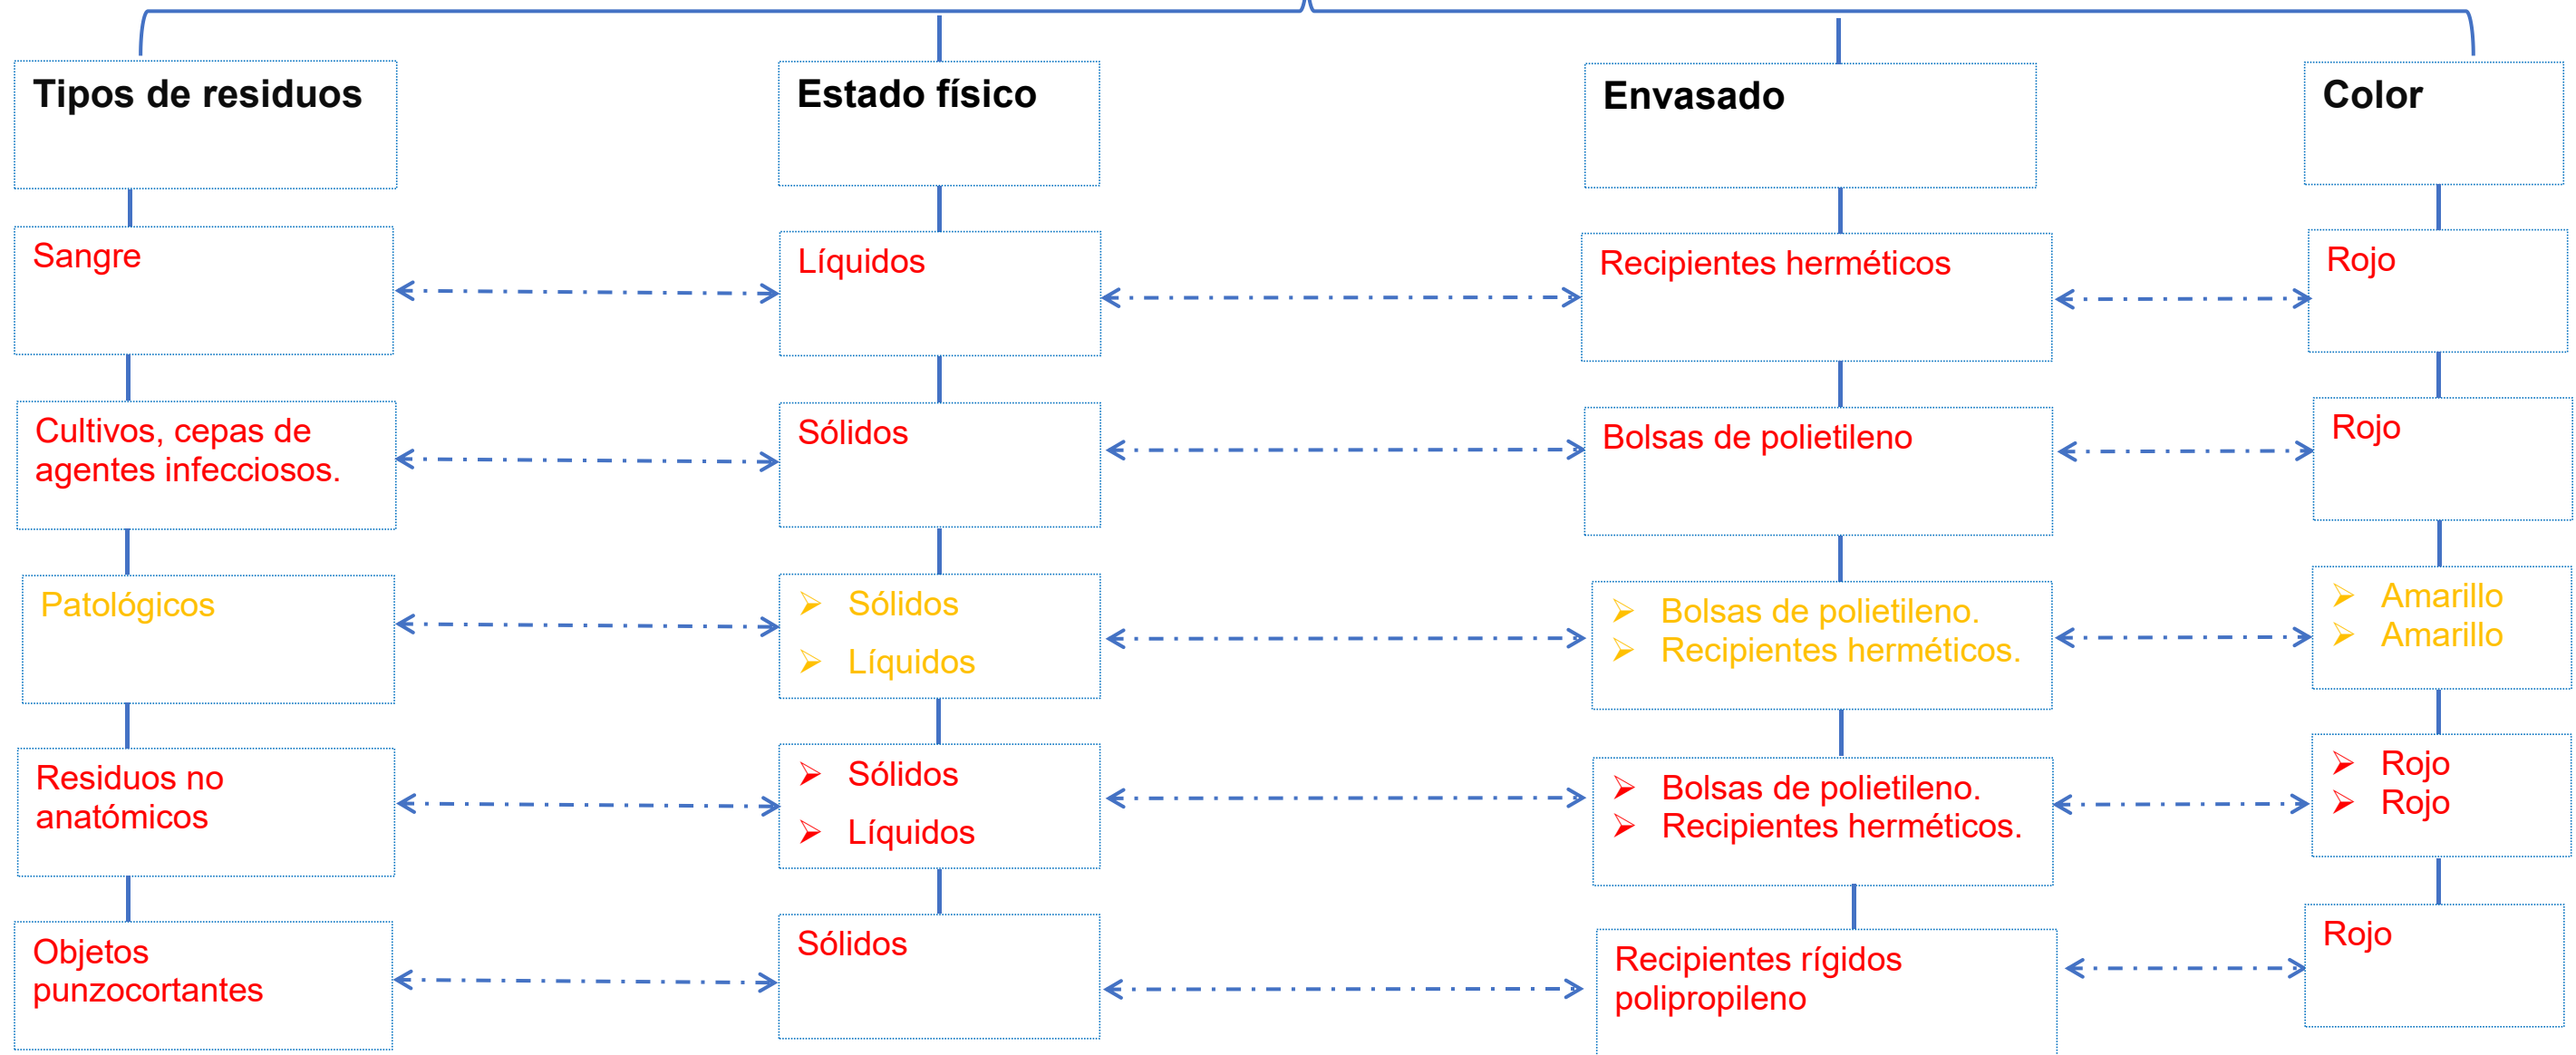 Tipos de residuos
Estado físico
Envasado
Color
Sangre
Líquidos
Recipientes herméticos
Rojo
Cultivos, cepas de
agentes infecciosos.
Sólidos
Bolsas de polietileno
Rojo
Patológicos
➢ Sólidos
➢ Líquidos
➢ Bolsas de polietileno.
➢ Recipientes herméticos.
➢ Amarillo
➢ Amarillo
Residuos no
anatómicos
➢ Sólidos
➢ Líquidos
➢ Bolsas de polietileno.
➢ Recipientes herméticos.
➢ Rojo
➢ Rojo
Objetos
punzocortantes
Sólidos
Recipientes rígidos
polipropileno
Rojo